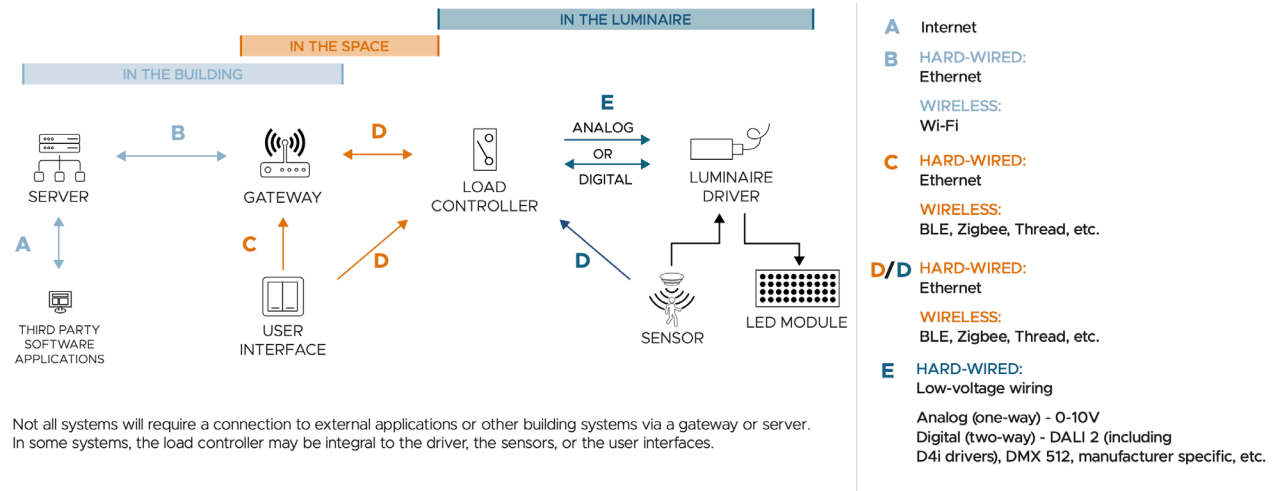 IN THE LUMINAIRE
IN THE SPACE
IN THE BUILDING
E
ANALOG
OR
DIGITAL
B
D
SERVER
GATEWAY
LOAD
CONTROLLER
LUMINAIRE
DRIVER
A
C
D
D
THIRD PARTY
SOFTWARE
APPLICATIONS
USER
INTERFACE
SENSOR
LED MODULE
Not all systems will require a connection to external applications or other building systems via a gateway or server.
In some systems, the load controller may be integral to the driver, the sensors, or the user interfaces.
A Internet
B HARD-WIRED:
Ethernet
WIRELESS:
Wi-Fi
C HARD-WIRED:
Ethernet
WIRELESS:
BLE, Zigbee, Thread, etc.
D/D HARD-WIRED:
Ethernet
WIRELESS:
BLE, Zigbee, Thread, etc.
E HARD-WIRED:
Low-voltage wiring
Analog (one-way) - 0-10V
Digital (two-way) - DALI 2 (including
D4i drivers), DMX 512, manufacturer specific, etc.